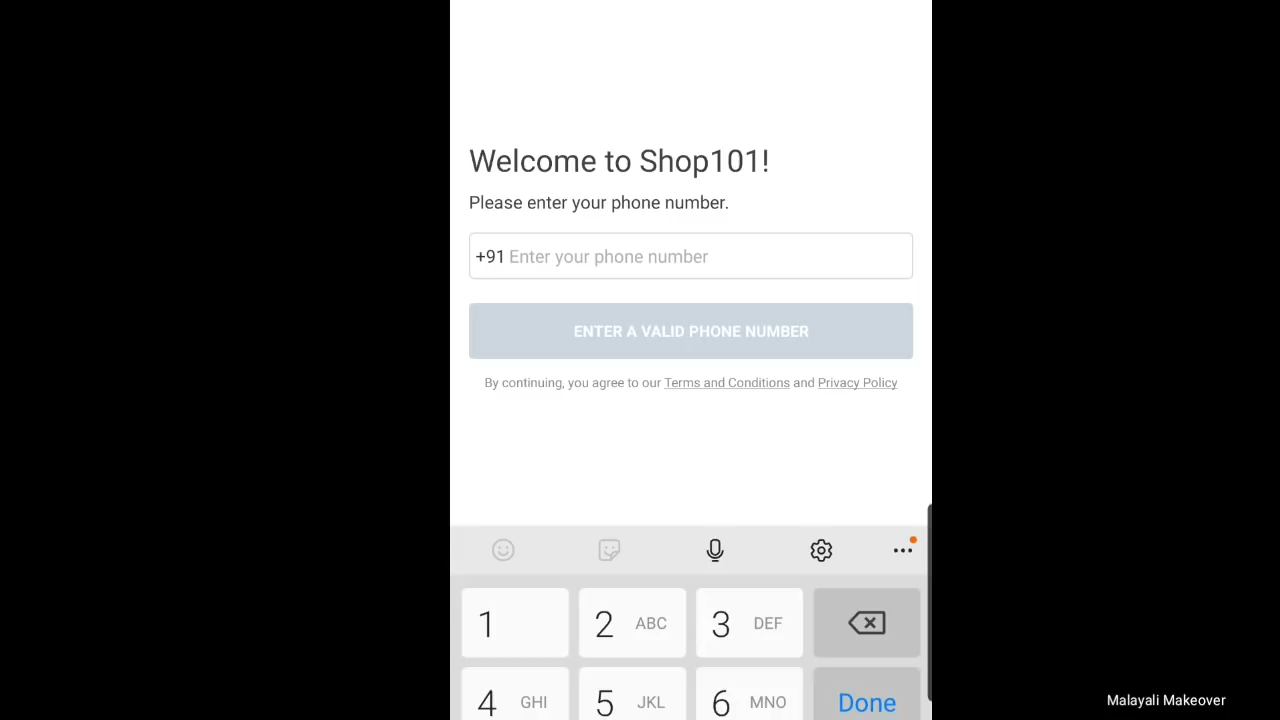 Welcome to Shop101!
Please enter your phone number.
+91 Enter your phone number
ENTER A VALID PHONE NUMBER
By continuing, you agree to our Terms and Conditions and Privacy Policy
1 2 ABC 3 DEF
4 GHI 5 JKL 6 MNO Done
Malayali Makeover